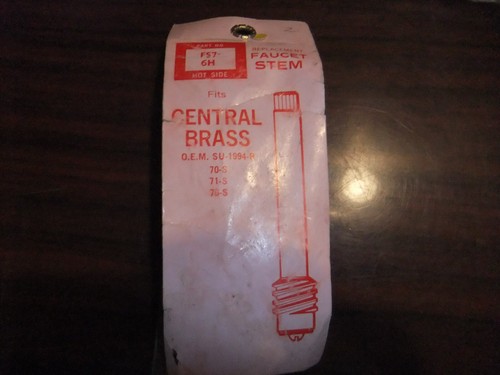 PART NO.
FS7-
6H
HOT SIDE
REPLACEMENT
FAUCET
STEM
Fits
CENTRAL
BRASS
O.E.M. SU-1994-H
70-S
71-S